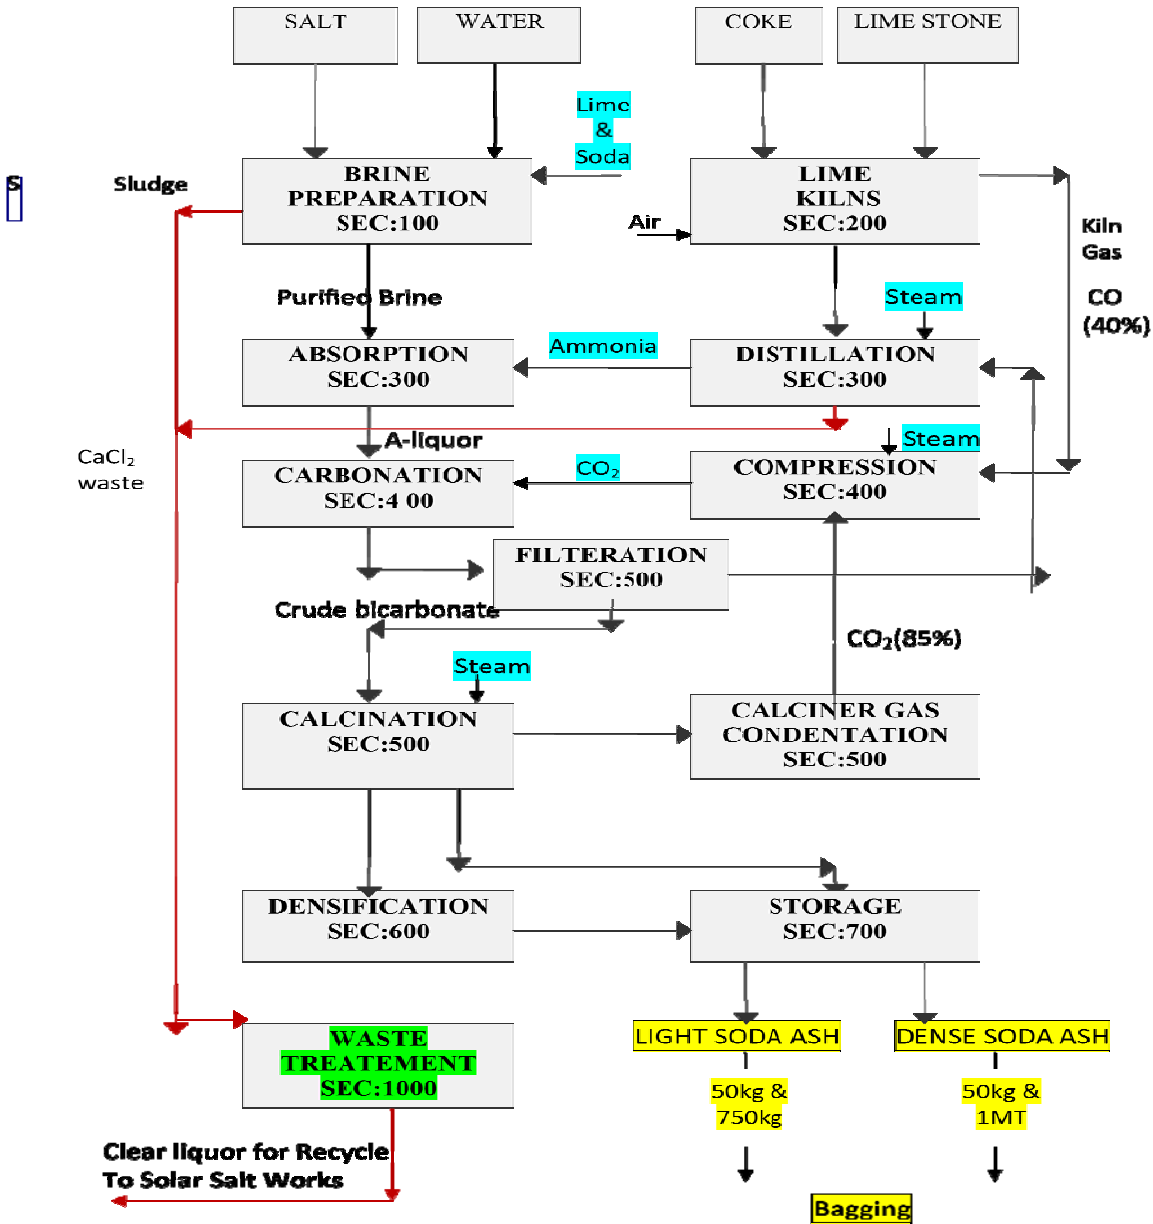 SALT
WATER
COKE
LIME STONE
Lime
&
Soda
S
Sludge
BRINE
PREPARATION
SEC:100
LIME
KILNS
SEC:200
Air
Kiln
Gas
Purified Brine
Steam
CO
(40%)
ABSORPTION
SEC:300
Ammonia
DISTILLATION
SEC:300
A-liquor
Steam
CaCl₂
waste
CARBONATION
SEC:4 00
CO₂
COMPRESSION
SEC:400
FILTERATION
SEC:500
Crude bicarbonate
CO₂(85%)
Steam
CALCINATION
SEC:500
CALCINER GAS
CONDENTATION
SEC:500
DENSIFICATION
SEC:600
STORAGE
SEC:700
WASTE
TREATEMENT
SEC:1000
LIGHT SODA ASH
DENSE SODA ASH
50kg &
750kg
50kg &
1MT
Clear liquor for Recycle
To Solar Salt Works
Bagging